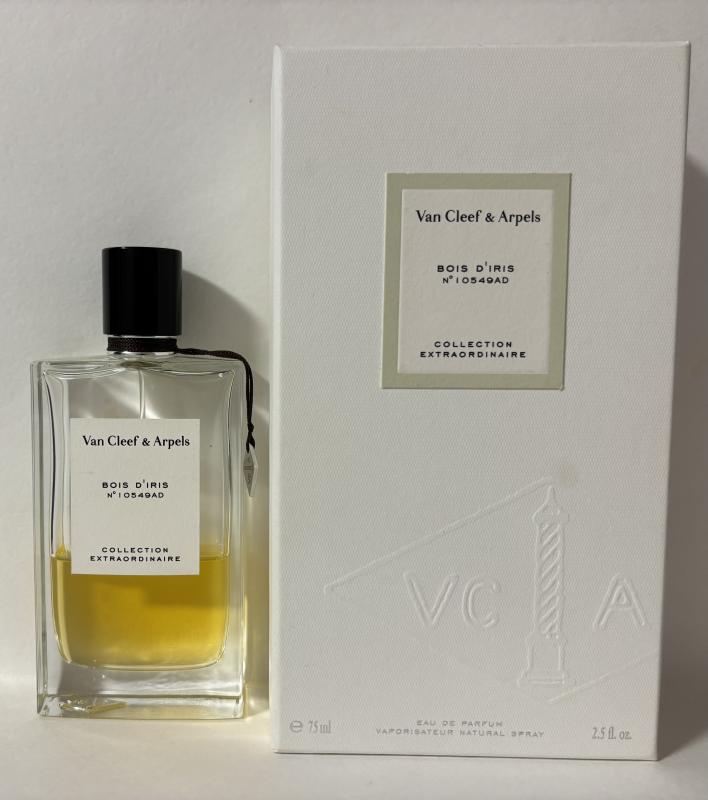 Van Cleef & Arpels
BOIS D'IRIS
N°10549AD
COLLECTION
EXTRAORDINAIRE
Van Cleef & Arpels
BOIS D'IRIS
N°10549AD
COLLECTION
EXTRAORDINAIRE
VC A
℮ 75 ml
EAU DE PARFUM
VAPORISATEUR NATURAL SPRAY
2.5 fl. oz.